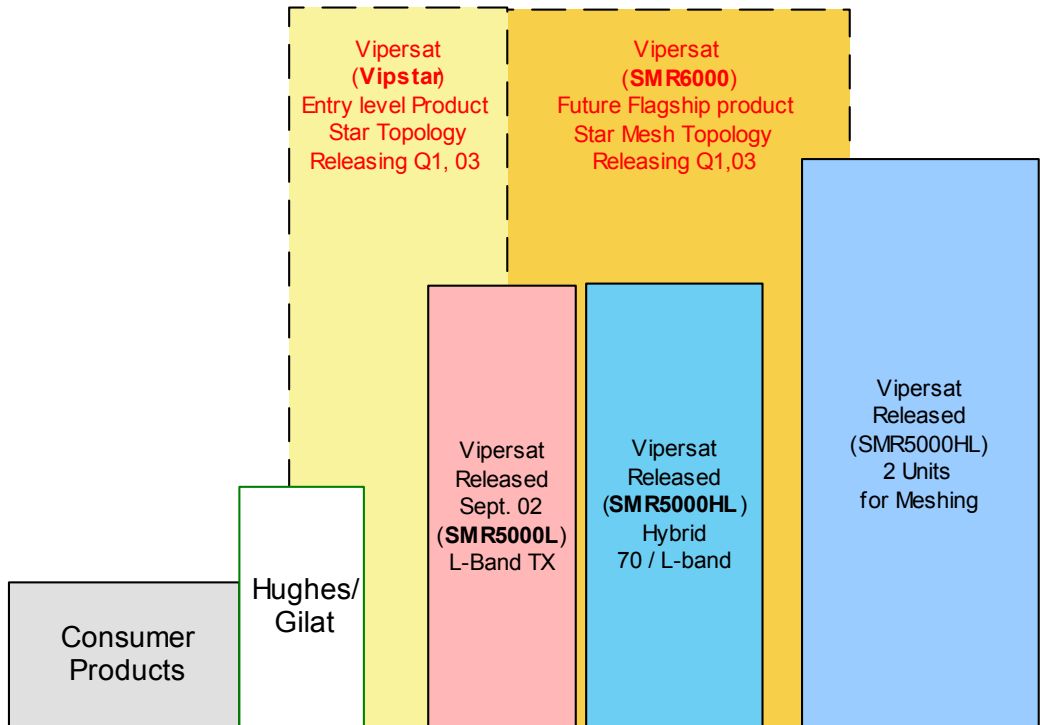 Vipersat
(Vipstar)
Entry level Product
Star Topology
Releasing Q1, 03
Vipersat
(SMR6000)
Future Flagship product
Star Mesh Topology
Releasing Q1,03
Vipersat
Released
(SMR5000HL)
2 Units
for Meshing
Vipersat
Released
Sept. 02
(SMR5000L)
L-Band TX
Vipersat
Released
(SMR5000HL)
Hybrid
70 / L-band
Hughes/
Gilat
Consumer
Products